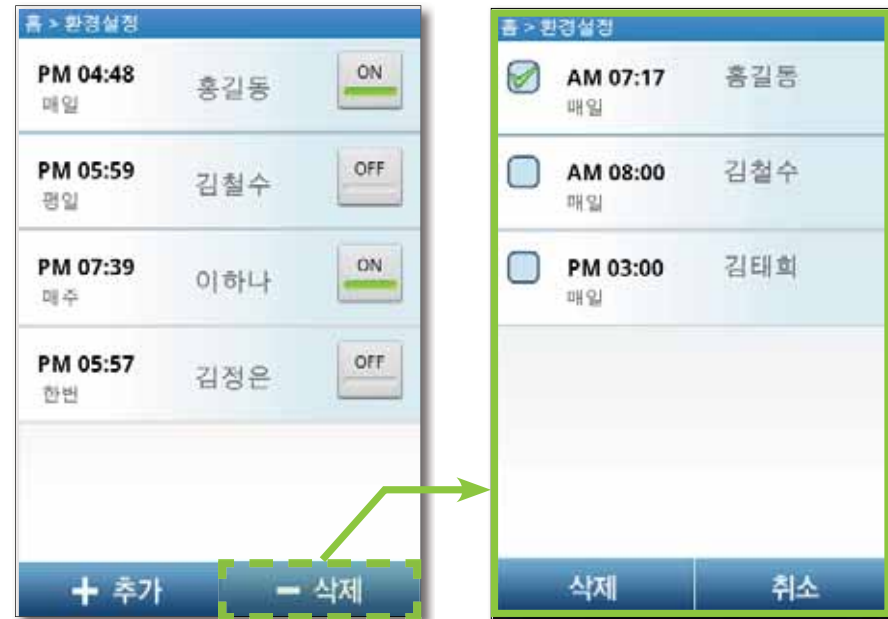 홈 > 환경설정
PM 04:48 홍길동 ON
매일
PM 05:59 김철수 OFF
평일
PM 07:39 이하나 ON
매주
PM 05:57 김정은 OFF
한번
+ 추가 - 삭제
홈 > 환경설정
AM 07:17 홍길동
매일
AM 08:00 김철수
매일
PM 03:00 김태희
매일
삭제 취소